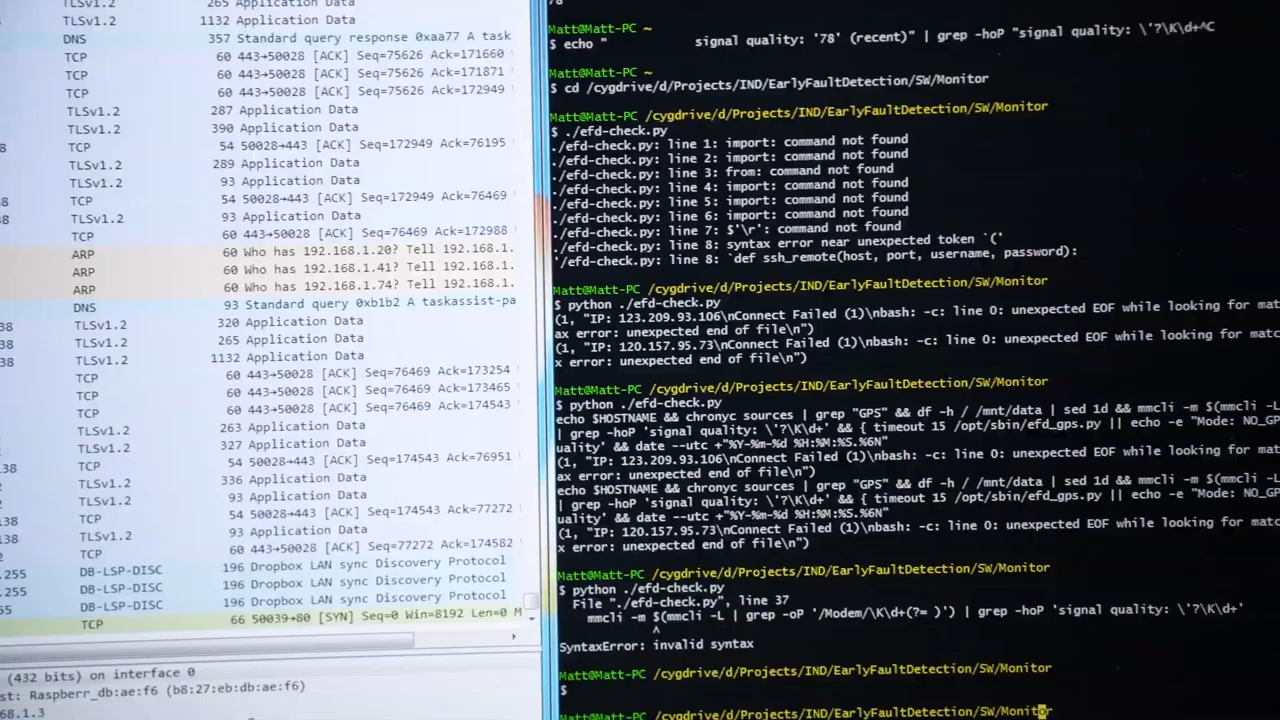 TLSv1.2 265 Application Data
TLSv1.2 1132 Application Data
DNS 357 Standard query response 0xaa77 A task
TCP 60 443→50028 [ACK] Seq=75626 Ack=171660
TCP 60 443→50028 [ACK] Seq=75626 Ack=171871
TCP 60 443→50028 [ACK] Seq=75626 Ack=172949
TLSv1.2 287 Application Data
TLSv1.2 390 Application Data
8 TCP 54 50028→443 [ACK] Seq=172949 Ack=76195
TLSv1.2 289 Application Data
TLSv1.2 93 Application Data
38 TCP 54 50028→443 [ACK] Seq=172949 Ack=76469
38 TLSv1.2 93 Application Data
TCP 60 443→50028 [ACK] Seq=76469 Ack=172988
ARP 60 Who has 192.168.1.20? Tell 192.168.1.
ARP 60 Who has 192.168.1.41? Tell 192.168.1.
ARP 60 Who has 192.168.1.74? Tell 192.168.1.
DNS 93 Standard query 0xb1b2 A taskassist-pa
38 TLSv1.2 320 Application Data
38 TLSv1.2 265 Application Data
38 TLSv1.2 1132 Application Data
TCP 60 443→50028 [ACK] Seq=76469 Ack=173254
TCP 60 443→50028 [ACK] Seq=76469 Ack=173465
TCP 60 443→50028 [ACK] Seq=76469 Ack=174543
TLSv1.2 263 Application Data
TLSv1.2 327 Application Data
138 TCP 54 50028→443 [ACK] Seq=174543 Ack=76951
TLSv1.2 336 Application Data
TLSv1.2 93 Application Data
138 TCP 54 50028→443 [ACK] Seq=174543 Ack=77272
138 TLSv1.2 93 Application Data
TCP 60 443→50028 [ACK] Seq=77272 Ack=174582
.255 DB-LSP-DISC 196 Dropbox LAN sync Discovery Protocol
.255 DB-LSP-DISC 196 Dropbox LAN sync Discovery Protocol
55 DB-LSP-DISC 196 Dropbox LAN sync Discovery Protocol
TCP 66 50039→80 [SYN] Seq=0 Win=8192 Len=0 M
(432 bits) on interface 0
st: Raspberr_db:ae:f6 (b8:27:eb:db:ae:f6)
68.1.3
78
Matt@Matt-PC ~
$ echo " signal quality: '78' (recent)" | grep -hoP "signal quality: \'?\K\d+^C
Matt@Matt-PC ~
$ cd /cygdrive/d/Projects/IND/EarlyFaultDetection/SW/Monitor
Matt@Matt-PC /cygdrive/d/Projects/IND/EarlyFaultDetection/SW/Monitor
$ ./efd-check.py
./efd-check.py: line 1: import: command not found
./efd-check.py: line 2: import: command not found
./efd-check.py: line 3: from: command not found
./efd-check.py: line 4: import: command not found
./efd-check.py: line 5: import: command not found
./efd-check.py: line 6: import: command not found
./efd-check.py: line 7: $'\r': command not found
./efd-check.py: line 8: syntax error near unexpected token `('
'/efd-check.py: line 8: `def ssh_remote(host, port, username, password):
Matt@Matt-PC /cygdrive/d/Projects/IND/EarlyFaultDetection/SW/Monitor
$ python ./efd-check.py
(1, "IP: 123.209.93.106\nConnect Failed (1)\nbash: -c: line 0: unexpected EOF while looking for mat
ax error: unexpected end of file\n")
(1, "IP: 120.157.95.73\nConnect Failed (1)\nbash: -c: line 0: unexpected EOF while looking for matc
x error: unexpected end of file\n")
Matt@Matt-PC /cygdrive/d/Projects/IND/EarlyFaultDetection/SW/Monitor
$ python ./efd-check.py
echo $HOSTNAME && chronyc sources | grep "GPS" && df -h / /mnt/data | sed 1d && mmcli -m $(mmcli -L
| grep -hoP 'signal quality: \'?\K\d+' && { timeout 15 /opt/sbin/efd_gps.py || echo -e "Mode: NO_GP
uality' && date --utc +"%Y-%m-%d %H:%M:%S.%6N"
(1, "IP: 123.209.93.106\nConnect Failed (1)\nbash: -c: line 0: unexpected EOF while looking for mat
ax error: unexpected end of file\n")
echo $HOSTNAME && chronyc sources | grep "GPS" && df -h / /mnt/data | sed 1d && mmcli -m $(mmcli -L
| grep -hoP 'signal quality: \'?\K\d+' && { timeout 15 /opt/sbin/efd_gps.py || echo -e "Mode: NO_GP
uality' && date --utc +"%Y-%m-%d %H:%M:%S.%6N"
(1, "IP: 120.157.95.73\nConnect Failed (1)\nbash: -c: line 0: unexpected EOF while looking for matc
x error: unexpected end of file\n")
Matt@Matt-PC /cygdrive/d/Projects/IND/EarlyFaultDetection/SW/Monitor
$ python ./efd-check.py
File "./efd-check.py", line 37
mmcli -m $(mmcli -L | grep -oP '/Modem/\K\d+(?= )') | grep -hoP 'signal quality: \'?\K\d+'
^
SyntaxError: invalid syntax
Matt@Matt-PC /cygdrive/d/Projects/IND/EarlyFaultDetection/SW/Monitor
$
Matt@Matt-PC /cygdrive/d/Projects/IND/EarlyFaultDetection/SW/Monitor